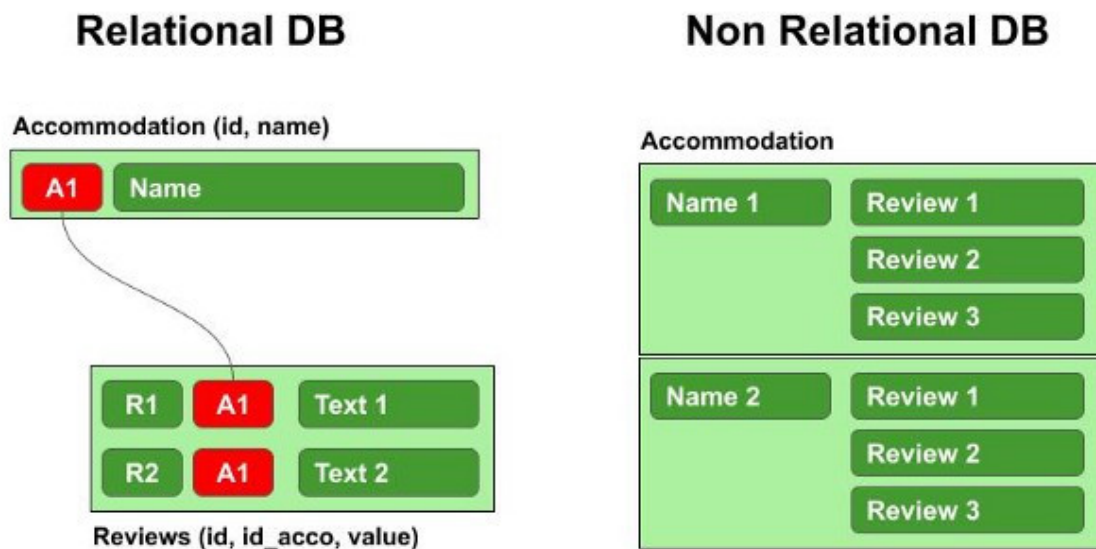 Relational DB
Accommodation (id, name)
A1 Name
R1 A1 Text 1
R2 A1 Text 2
Reviews (id, id_acco, value)
Non Relational DB
Accommodation
Name 1 Review 1
Review 2
Review 3
Name 2 Review 1
Review 2
Review 3